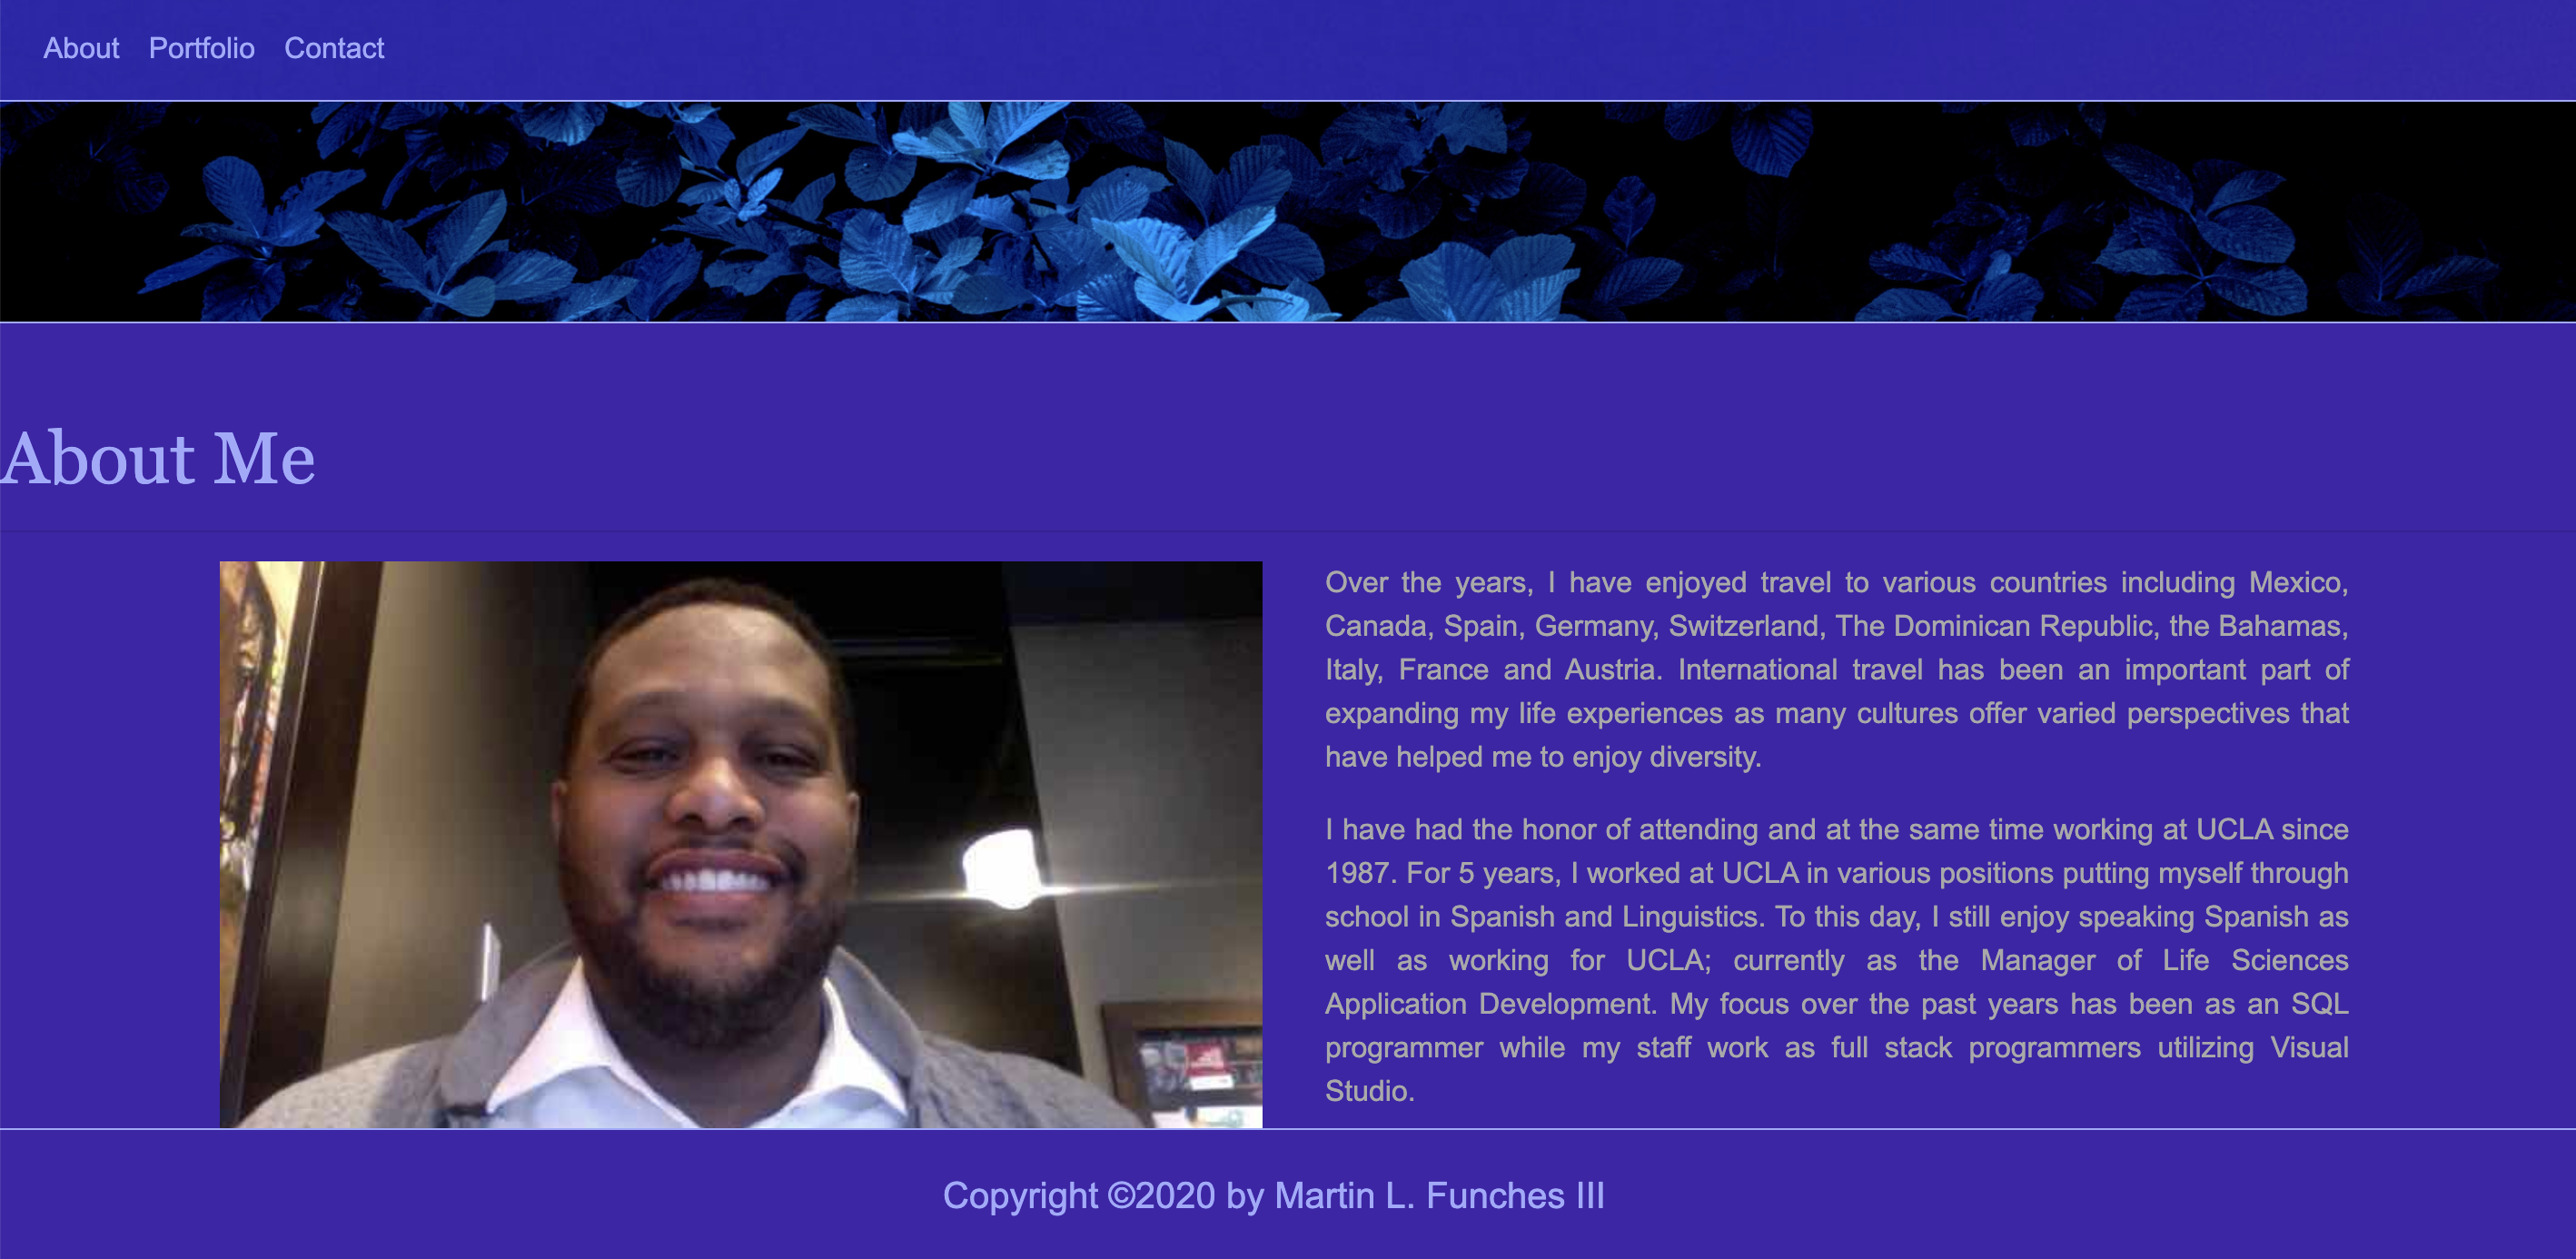 About Portfolio Contact
About Me
Over the years, I have enjoyed travel to various countries including Mexico,
Canada, Spain, Germany, Switzerland, The Dominican Republic, the Bahamas,
Italy, France and Austria. International travel has been an important part of
expanding my life experiences as many cultures offer varied perspectives that
have helped me to enjoy diversity.
I have had the honor of attending and at the same time working at UCLA since
1987. For 5 years, I worked at UCLA in various positions putting myself through
school in Spanish and Linguistics. To this day, I still enjoy speaking Spanish as
well as working for UCLA; currently as the Manager of Life Sciences
Application Development. My focus over the past years has been as an SQL
programmer while my staff work as full stack programmers utilizing Visual
Studio.
Copyright ©2020 by Martin L. Funches III